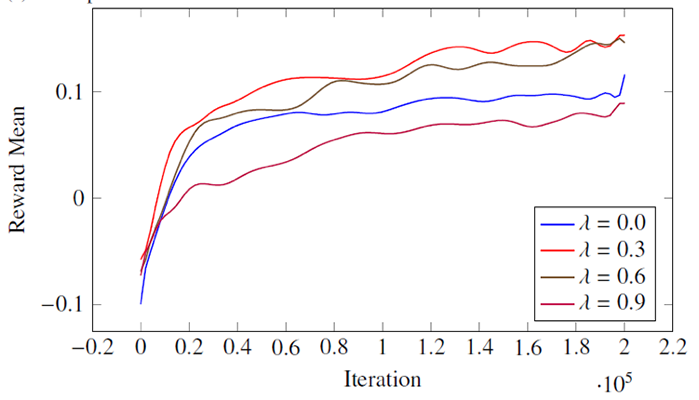 0.1
0
−0.1
Reward Mean
λ = 0.0
λ = 0.3
λ = 0.6
λ = 0.9
−0.2 0 0.2 0.4 0.6 0.8 1 1.2 1.4 1.6 1.8 2 2.2
Iteration
·10⁵